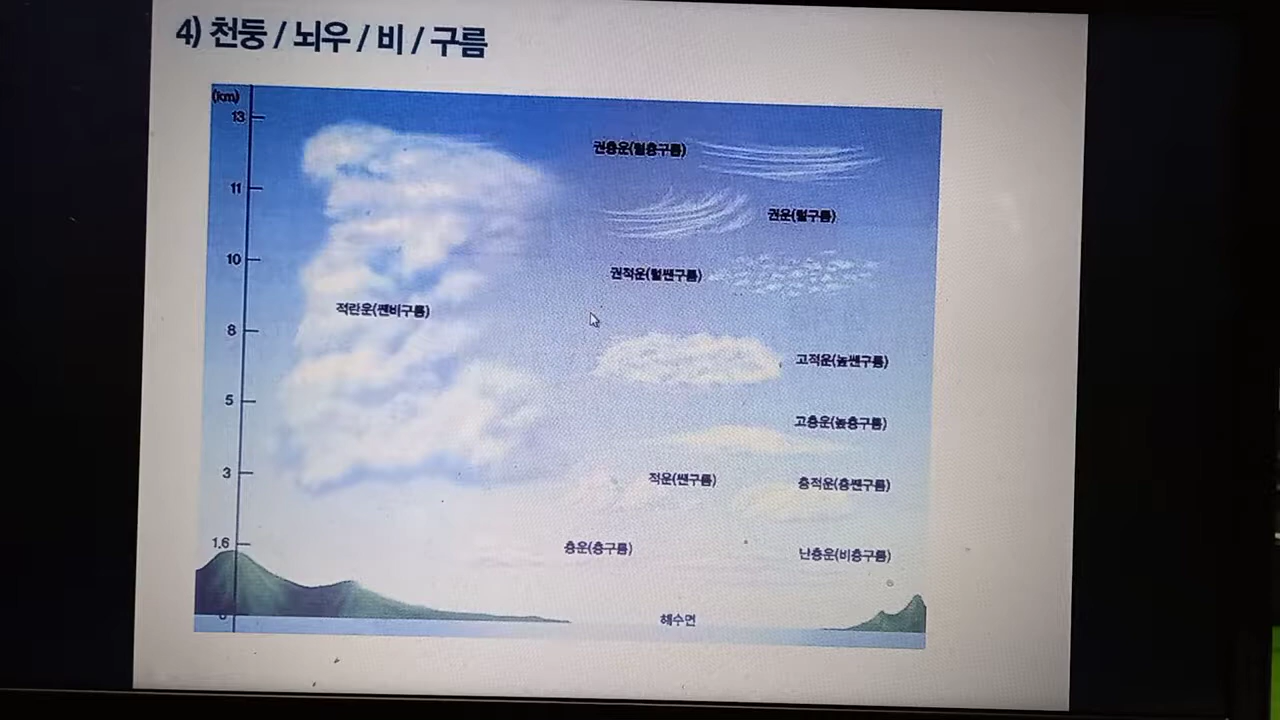 4) 천둥 / 뇌우 / 비 / 구름
(km)
13
권층운(털층구름)
11
권운(털구름)
10
권적운(털쌘구름)
적란운(쎈비구름)
8
고적운(높쌘구름)
5
고층운(높층구름)
3
적운(쌘구름)
층적운(층쌘구름)
1.6
층운(층구름)
난층운(비층구름)
0
해수면